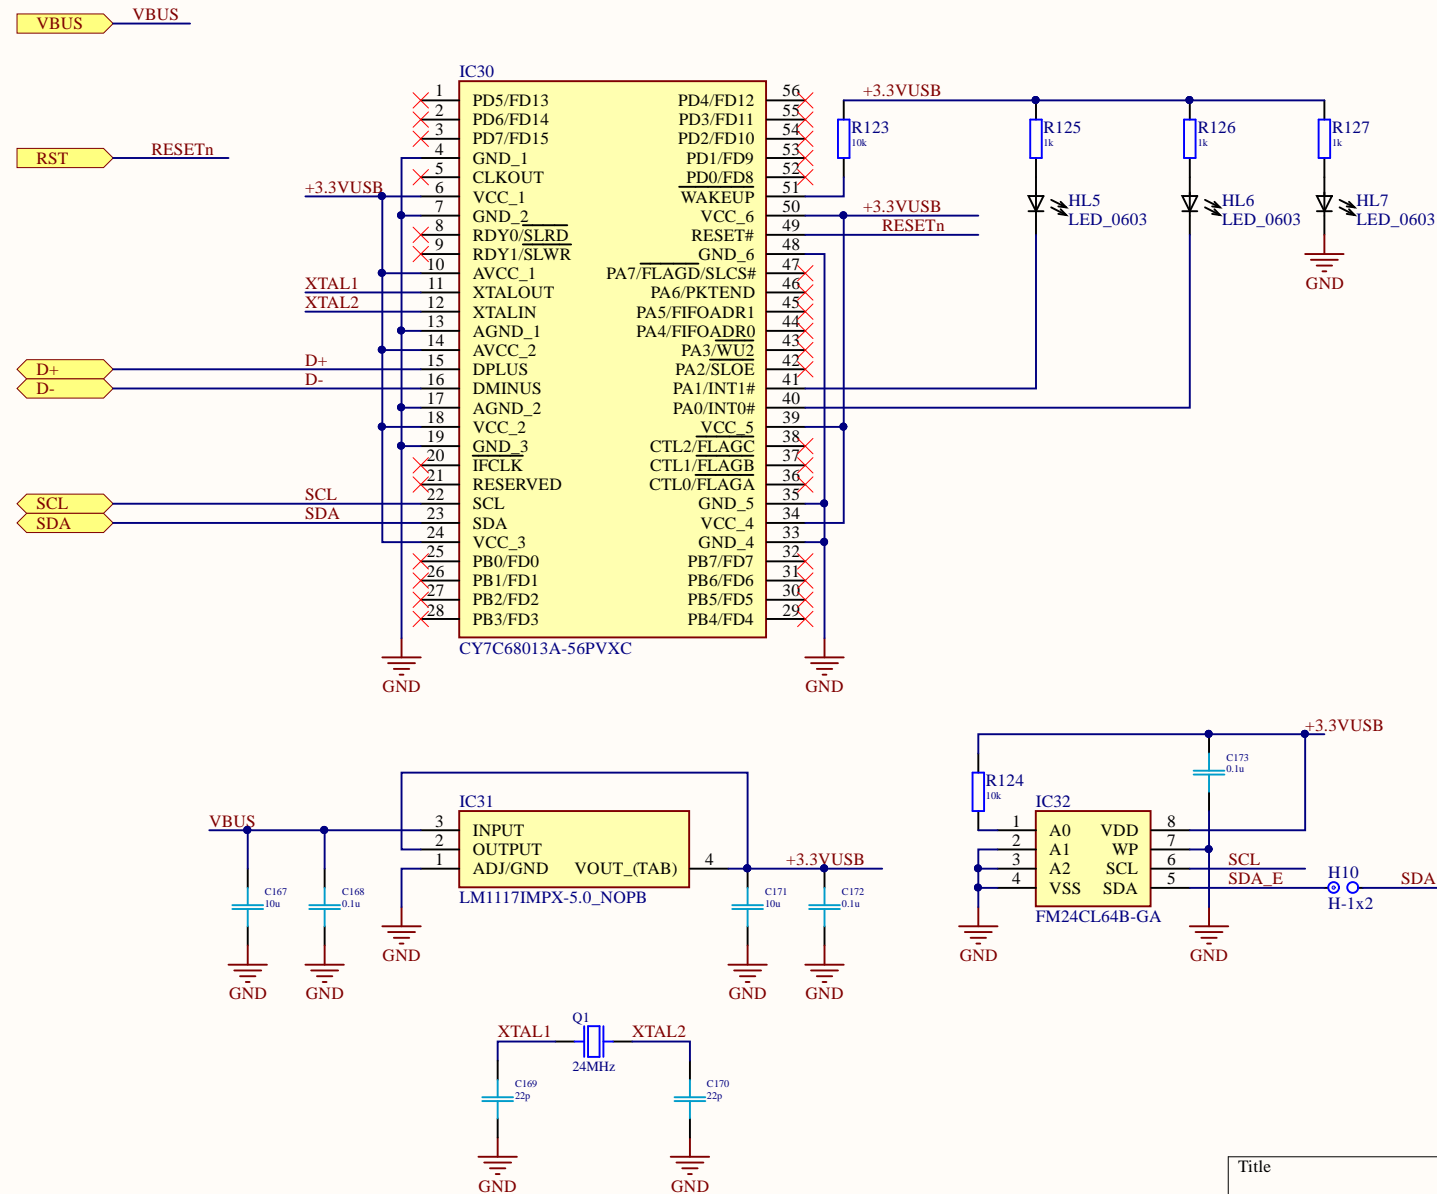 VBUS VBUS
RST RESETn
D+ D+
D- D-
SCL SCL
SDA SDA
+3.3VUSB
XTAL1
XTAL2
IC30
1 PD5/FD13 PD4/FD12 56
2 PD6/FD14 PD3/FD11 55
3 PD7/FD15 PD2/FD10 54
4 GND_1 PD1/FD9 53
5 CLKOUT PD0/FD8 52
6 VCC_1 WAKEUP 51
7 GND_2 VCC_6 50
8 RDY0/SLRD RESET# 49
9 RDY1/SLWR GND_6 48
10 AVCC_1 PA7/FLAGD/SLCS# 47
11 XTALOUT PA6/PKTEND 46
12 XTALIN PA5/FIFOADR1 45
13 AGND_1 PA4/FIFOADR0 44
14 AVCC_2 PA3/WU2 43
15 DPLUS PA2/SLOE 42
16 DMINUS PA1/INT1# 41
17 AGND_2 PA0/INT0# 40
18 VCC_2 VCC_5 39
19 GND_3 CTL2/FLAGC 38
20 IFCLK CTL1/FLAGB 37
21 RESERVED CTL0/FLAGA 36
22 SCL GND_5 35
23 SDA VCC_4 34
24 VCC_3 GND_4 33
25 PB0/FD0 PB7/FD7 32
26 PB1/FD1 PB6/FD6 31
27 PB2/FD2 PB5/FD5 30
28 PB3/FD3 PB4/FD4 29
CY7C68013A-56PVXC
GND GND
+3.3VUSB
R123
10k
R125
1k
R126
1k
R127
1k
HL5
LED_0603
HL6
LED_0603
HL7
LED_0603
GND
+3.3VUSB
RESETn
VBUS
IC31
3 INPUT
2 OUTPUT
1 ADJ/GND VOUT_(TAB) 4
LM1117IMPX-5.0_NOPB
+3.3VUSB
C167
10u
C168
0.1u
C171
10u
C172
0.1u
GND GND GND GND GND
+3.3VUSB
C173
0.1u
R124
10k
IC32
1 A0 VDD 8
2 A1 WP 7
3 A2 SCL 6
4 VSS SDA 5
FM24CL64B-GA
SCL
SDA_E
H10
H-1x2
SDA
GND GND
Q1
XTAL1 XTAL2
24MHz
C169
22p
C170
22p
GND GND
Title